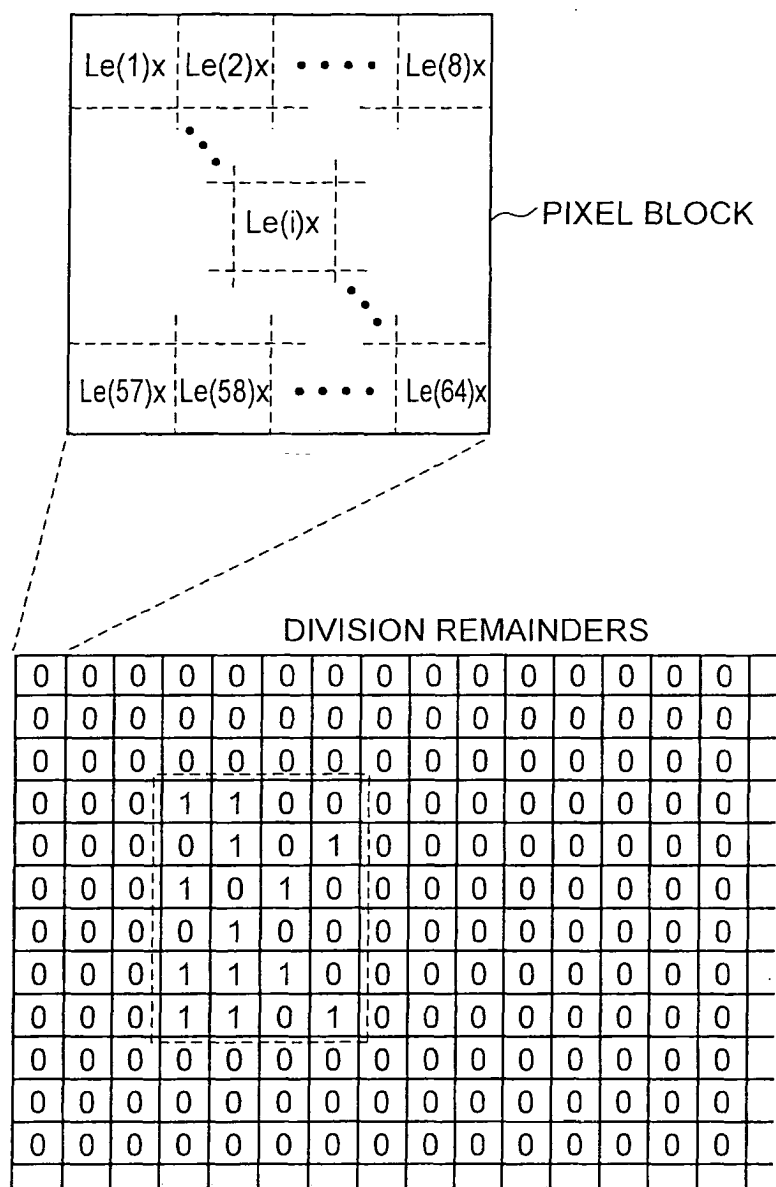 Le(1)x Le(2)x • • • • Le(8)x
Le(i)x
PIXEL BLOCK
Le(57)x Le(58)x • • • • Le(64)x
DIVISION REMAINDERS
0 0 0 0 0 0 0 0 0 0 0 0 0 0 0
0 0 0 0 0 0 0 0 0 0 0 0 0 0 0
0 0 0 0 0 0 0 0 0 0 0 0 0 0 0
0 0 0 1 1 0 0 0 0 0 0 0 0 0 0
0 0 0 0 1 0 1 0 0 0 0 0 0 0 0
0 0 0 1 0 1 0 0 0 0 0 0 0 0 0
0 0 0 0 1 0 0 0 0 0 0 0 0 0 0
0 0 0 1 1 1 0 0 0 0 0 0 0 0 0
0 0 0 1 1 0 1 0 0 0 0 0 0 0 0
0 0 0 0 0 0 0 0 0 0 0 0 0 0 0
0 0 0 0 0 0 0 0 0 0 0 0 0 0 0
0 0 0 0 0 0 0 0 0 0 0 0 0 0 0